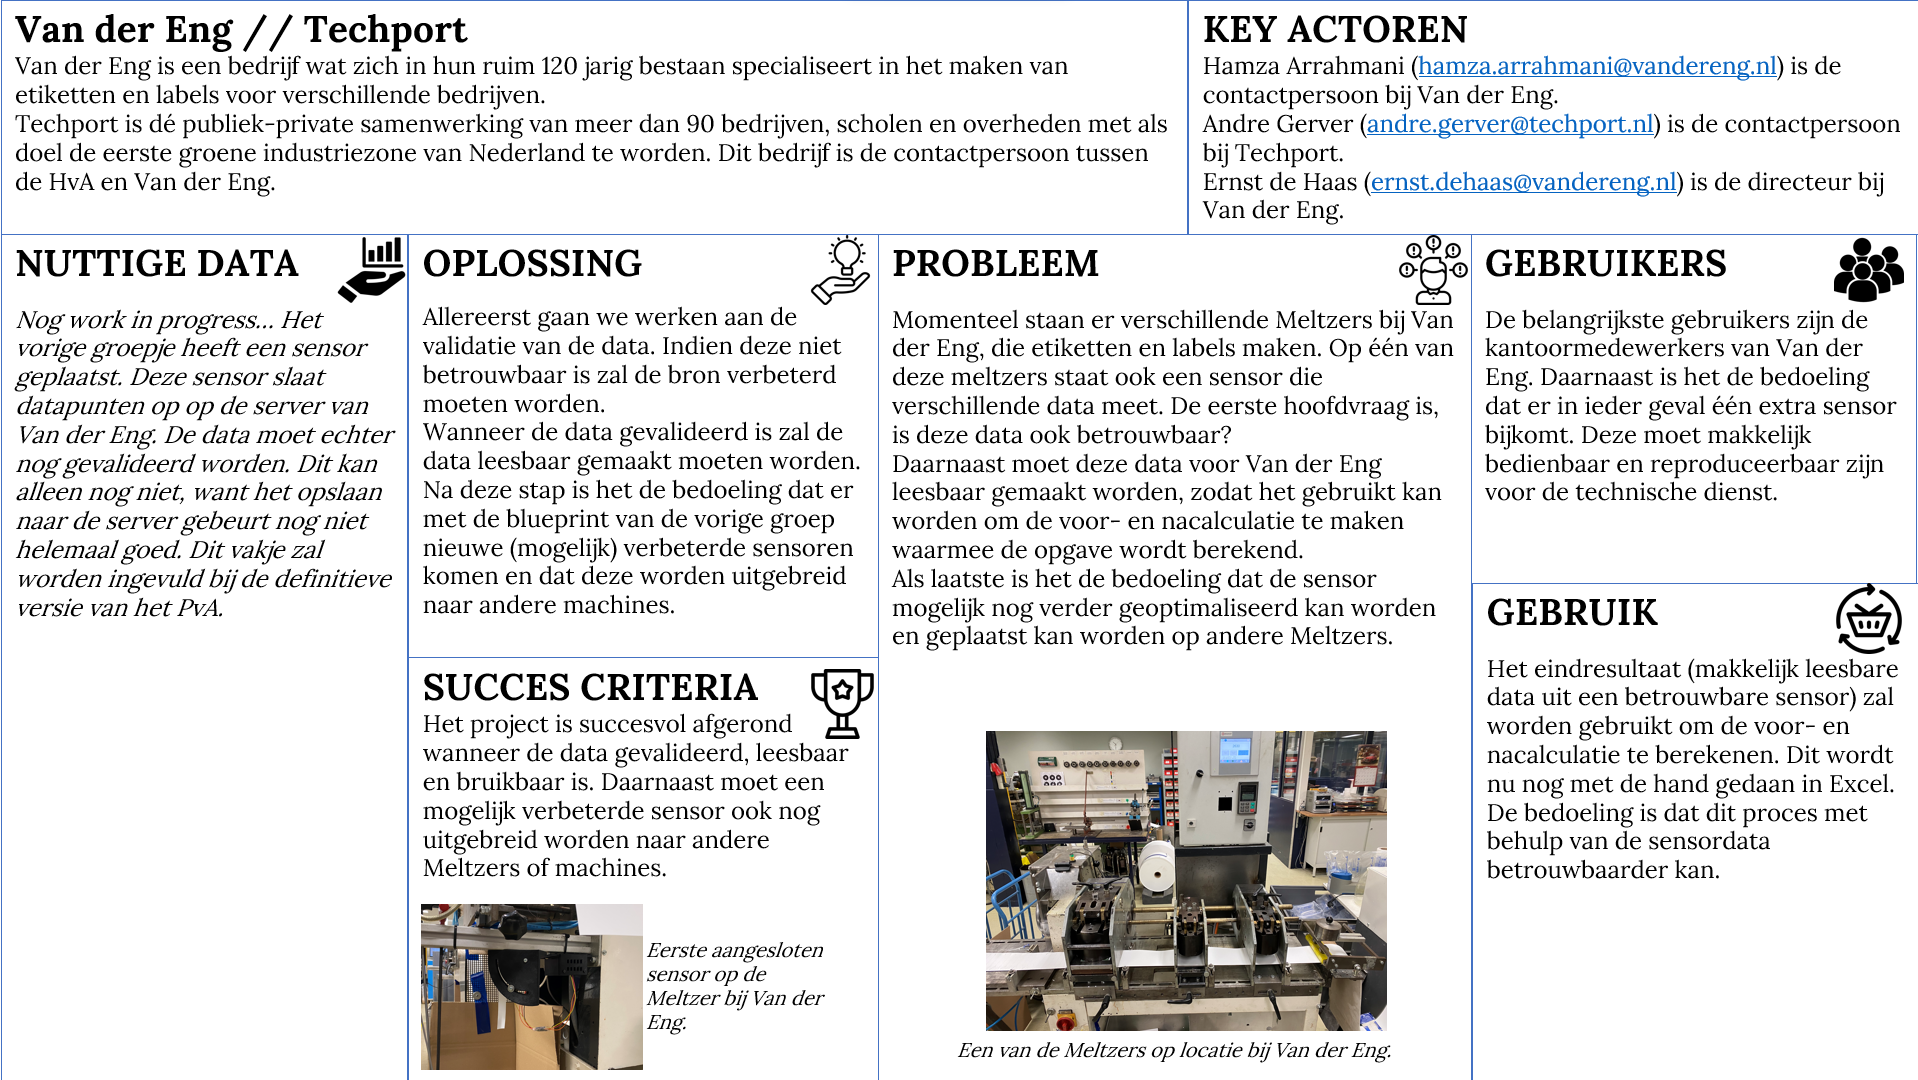 Van der Eng // Techport
Van der Eng is een bedrijf wat zich in hun ruim 120 jarig bestaan specialiseert in het maken van
etiketten en labels voor verschillende bedrijven.
Techport is dé publiek-private samenwerking van meer dan 90 bedrijven, scholen en overheden met als
doel de eerste groene industriezone van Nederland te worden. Dit bedrijf is de contactpersoon tussen
de HvA en Van der Eng.
KEY ACTOREN
Hamza Arrahmani (hamza.arrahmani@vandereng.nl) is de
contactpersoon bij Van der Eng.
Andre Gerver (andre.gerver@techport.nl) is de contactpersoon
bij Techport.
Ernst de Haas (ernst.dehaas@vandereng.nl) is de directeur bij
Van der Eng.
NUTTIGE DATA
Nog work in progress... Het
vorige groepje heeft een sensor
geplaatst. Deze sensor slaat
datapunten op op de server van
Van der Eng. De data moet echter
nog gevalideerd worden. Dit kan
alleen nog niet, want het opslaan
naar de server gebeurt nog niet
helemaal goed. Dit vakje zal
worden ingevuld bij de definitieve
versie van het PvA.
OPLOSSING
Allereerst gaan we werken aan de
validatie van de data. Indien deze niet
betrouwbaar is zal de bron verbeterd
moeten worden.
Wanneer de data gevalideerd is zal de
data leesbaar gemaakt moeten worden.
Na deze stap is het de bedoeling dat er
met de blueprint van de vorige groep
nieuwe (mogelijk) verbeterde sensoren
komen en dat deze worden uitgebreid
naar andere machines.
SUCCES CRITERIA
Het project is succesvol afgerond
wanneer de data gevalideerd, leesbaar
en bruikbaar is. Daarnaast moet een
mogelijk verbeterde sensor ook nog
uitgebreid worden naar andere
Meltzers of machines.
Eerste aangesloten
sensor op de
Meltzer bij Van der
Eng.
PROBLEEM
Momenteel staan er verschillende Meltzers bij Van
der Eng, die etiketten en labels maken. Op één van
deze meltzers staat ook een sensor die
verschillende data meet. De eerste hoofdvraag is,
is deze data ook betrouwbaar?
Daarnaast moet deze data voor Van der Eng
leesbaar gemaakt worden, zodat het gebruikt kan
worden om de voor- en nacalculatie te maken
waarmee de opgave wordt berekend.
Als laatste is het de bedoeling dat de sensor
mogelijk nog verder geoptimaliseerd kan worden
en geplaatst kan worden op andere Meltzers.
Een van de Meltzers op locatie bij Van der Eng.
GEBRUIKERS
De belangrijkste gebruikers zijn de
kantoormedewerkers van Van der
Eng. Daarnaast is het de bedoeling
dat er in ieder geval één extra sensor
bijkomt. Deze moet makkelijk
bedienbaar en reproduceerbaar zijn
voor de technische dienst.
GEBRUIK
Het eindresultaat (makkelijk leesbare
data uit een betrouwbare sensor) zal
worden gebruikt om de voor- en
nacalculatie te berekenen. Dit wordt
nu nog met de hand gedaan in Excel.
De bedoeling is dat dit proces met
behulp van de sensordata
betrouwbaarder kan.